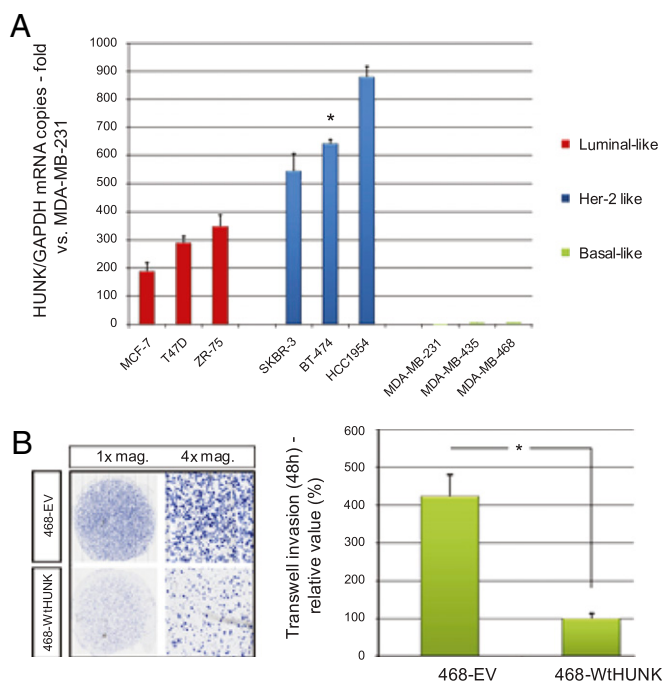 A
HUNK/GAPDH mRNA copies - fold
vs. MDA-MB-231
1000
900
800
700
600
500
400
300
200
100
0
*
MCF-7
T47D
ZR-75
SKBR-3
BT-474
HCC1954
MDA-MB-231
MDA-MB-435
MDA-MB-468
Luminal-like
Her-2 like
Basal-like
B
1x mag.
4x mag.
468-EV
468-WtHUNK
Transwell invasion (48h) -
relative value (%)
600
500
400
300
200
100
0
*
468-EV
468-WtHUNK